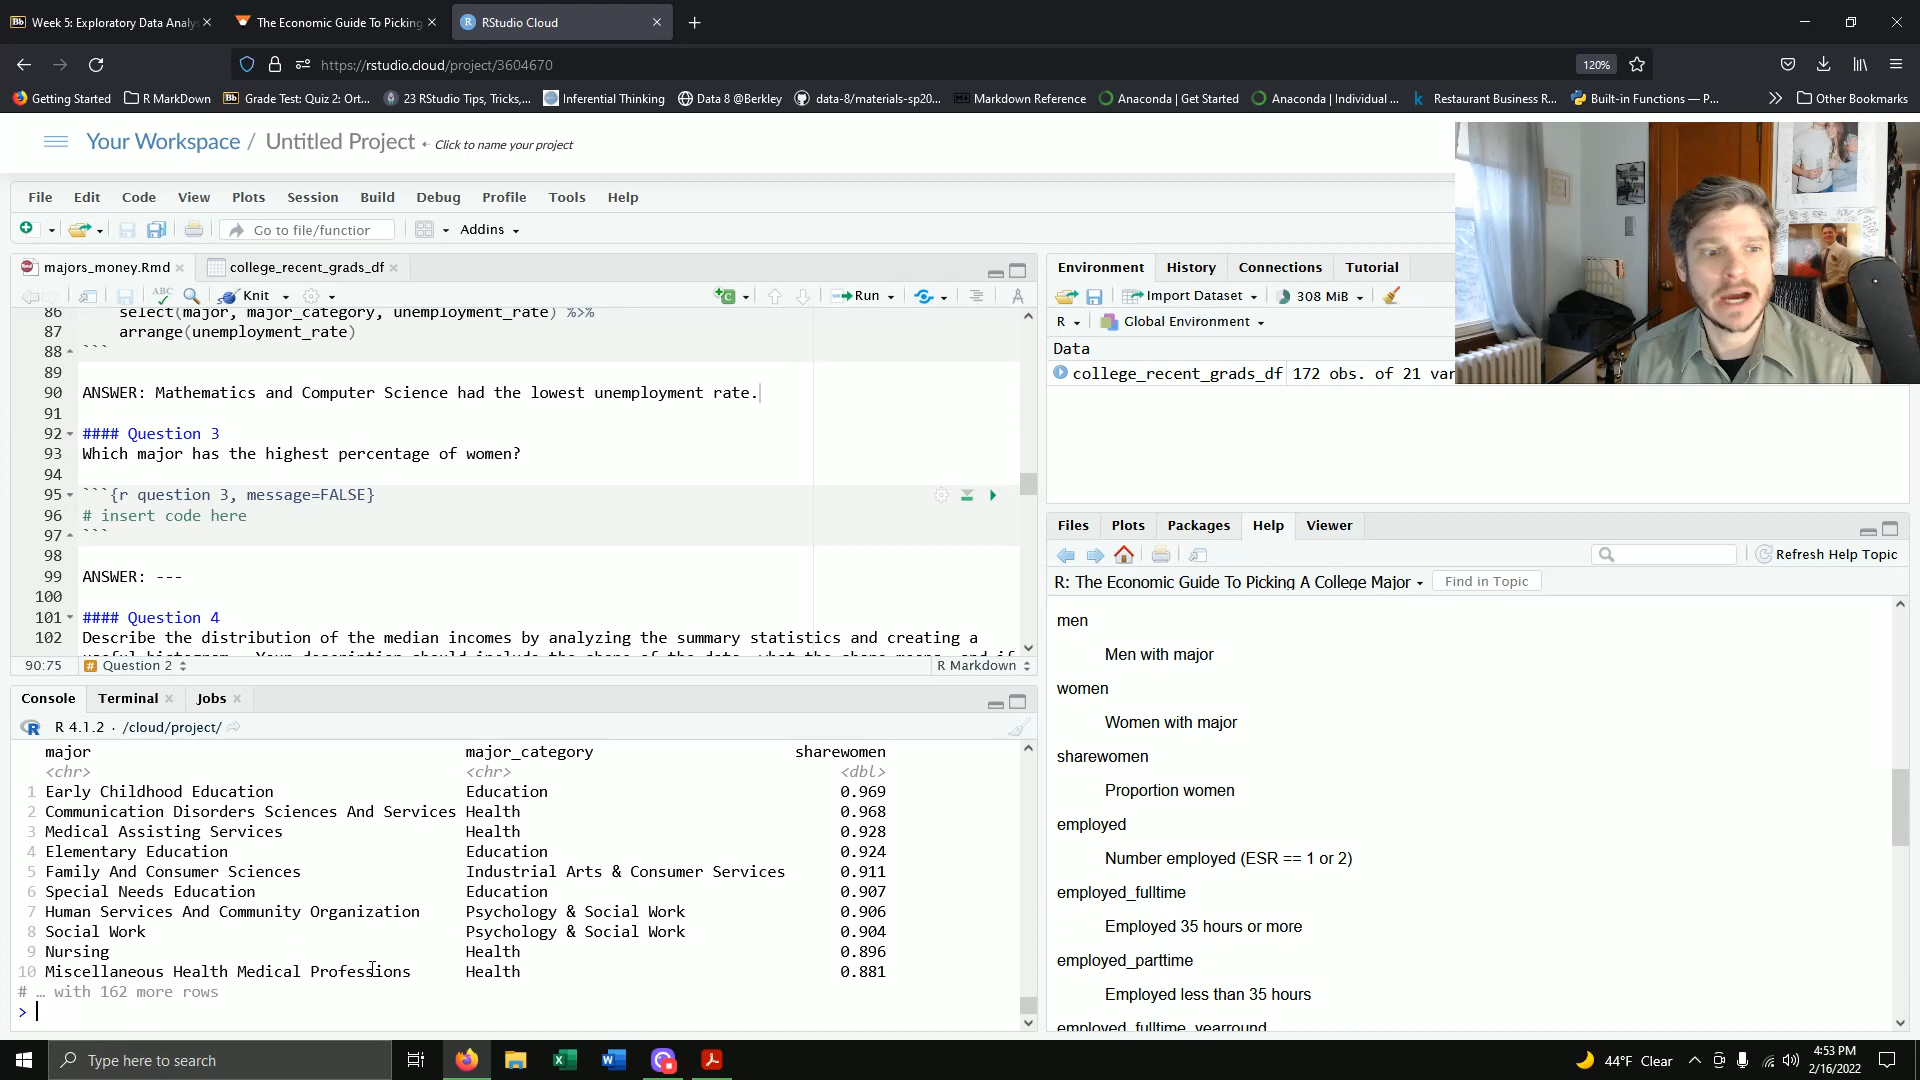 Week 5: Exploratory Data Analys
The Economic Guide To Picking
RStudio Cloud
https://rstudio.cloud/project/3604670
120%
Getting Started
R MarkDown
Bb
Grade Test: Quiz 2: Ort...
23 RStudio Tips, Tricks,...
Inferential Thinking
Data 8 @Berkley
data-8/materials-sp20...
Markdown Reference
Anaconda | Get Started
Anaconda | Individual ...
Restaurant Business R...
Built-in Functions — P...
Other Bookmarks
Your Workspace / Untitled Project
Click to name your project
File Edit Code View Plots Session Build Debug Profile Tools Help
Go to file/functior
Addins
majors_money.Rmd
college_recent_grads_df
ABC
Knit
Run
86 select(major, major_category, unemployment_rate) %>%
87 arrange(unemployment_rate)
88 ```
89
90 ANSWER: Mathematics and Computer Science had the lowest unemployment rate.
91
92 #### Question 3
93 Which major has the highest percentage of women?
94
95 ```{r question 3, message=FALSE}
96 # insert code here
97 ```
98
99 ANSWER: ---
100
101 #### Question 4
102 Describe the distribution of the median incomes by analyzing the summary statistics and creating a
90:75
# Question 2
R Markdown
Console Terminal Jobs
R 4.1.2 · /cloud/project/
major major_category sharewomen
<chr> <chr> <dbl>
1 Early Childhood Education Education 0.969
2 Communication Disorders Sciences And Services Health 0.968
3 Medical Assisting Services Health 0.928
4 Elementary Education Education 0.924
5 Family And Consumer Sciences Industrial Arts & Consumer Services 0.911
6 Special Needs Education Education 0.907
7 Human Services And Community Organization Psychology & Social Work 0.906
8 Social Work Psychology & Social Work 0.904
9 Nursing Health 0.896
10 Miscellaneous Health Medical Professions Health 0.881
# … with 162 more rows
>
Environment History Connections Tutorial
Import Dataset
308 MiB
R
Global Environment
Data
college_recent_grads_df 172 obs. of 21 var
Files Plots Packages Help Viewer
Refresh Help Topic
R: The Economic Guide To Picking A College Major
Find in Topic
men
Men with major
women
Women with major
sharewomen
Proportion women
employed
Number employed (ESR == 1 or 2)
employed_fulltime
Employed 35 hours or more
employed_parttime
Employed less than 35 hours
employed_fulltime_yearround
Type here to search
44°F Clear
4:53 PM
2/16/2022